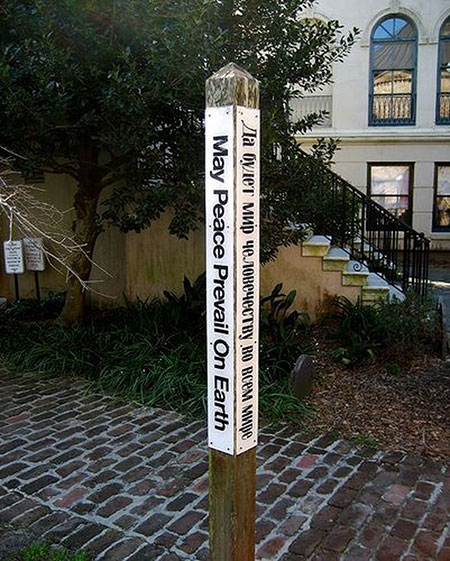 May Peace Prevail On Earth
Да будет мир человечеству во всем мире